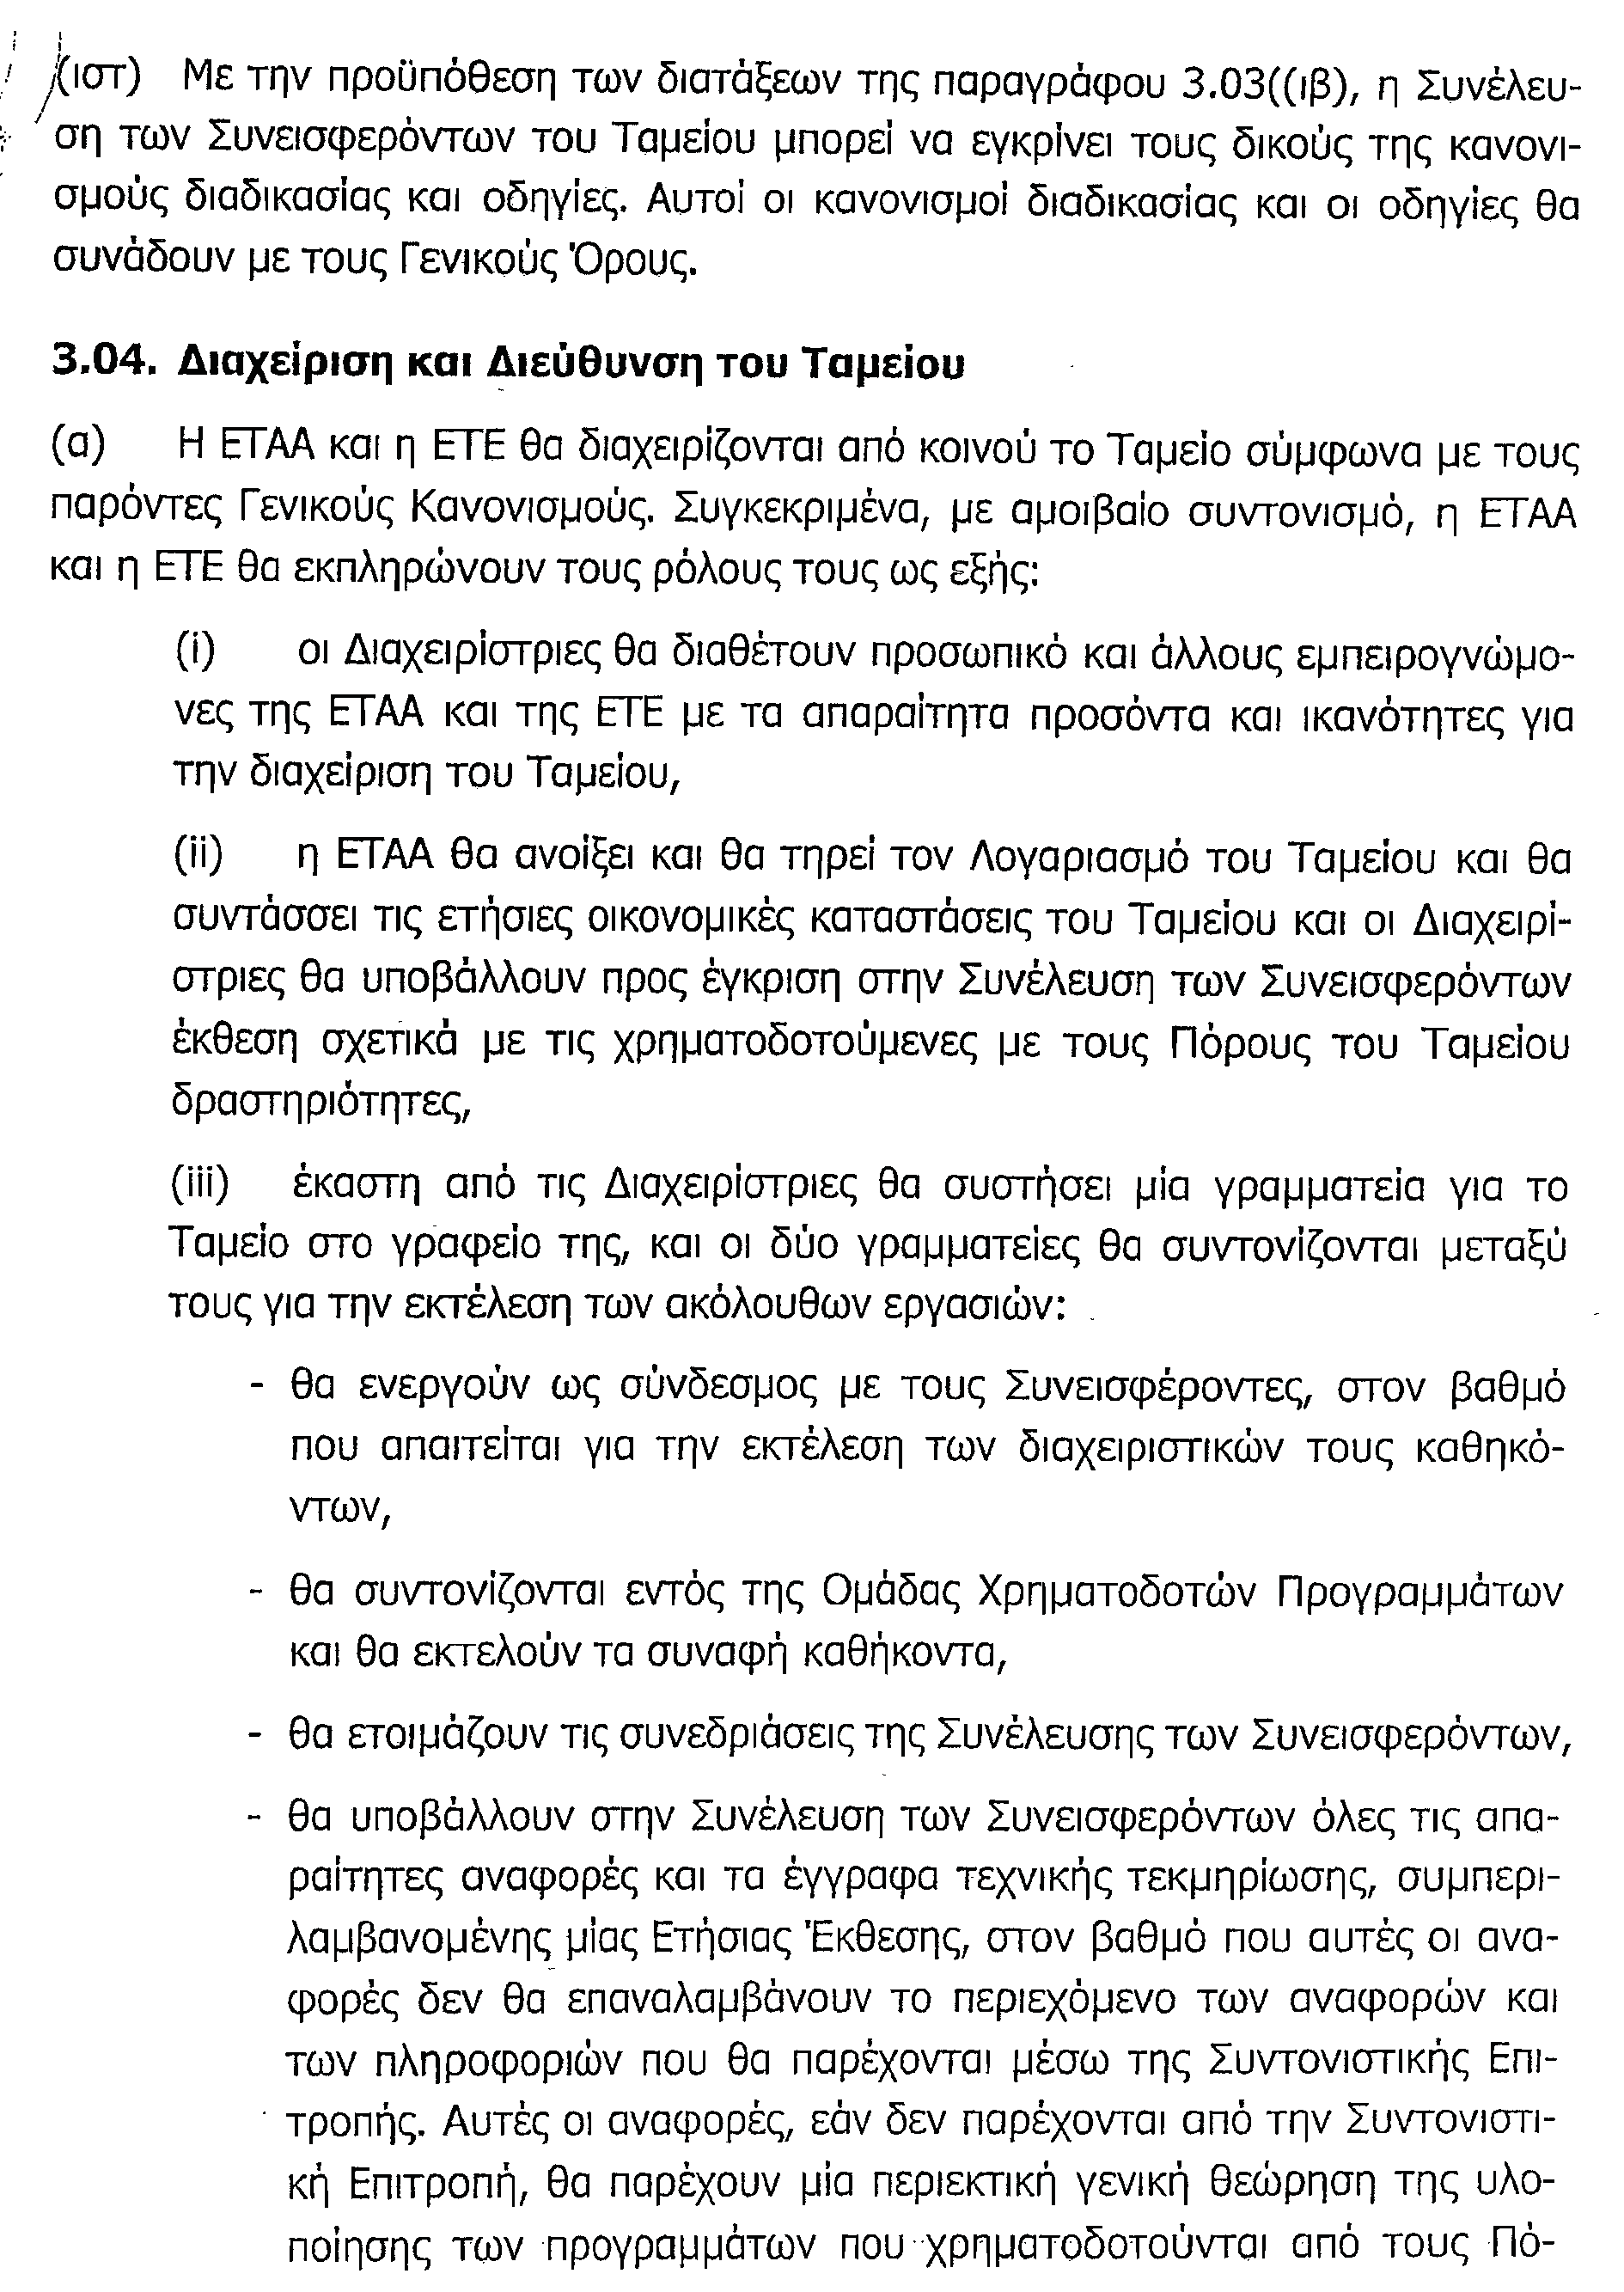 (ιστ) Με την προϋπόθεση των διατάξεων της παραγράφου 3.03((ιβ), η Συνέλευ-
ση των Συνεισφερόντων του Ταμείου μπορεί να εγκρίνει τους δικούς της κανονι-
σμούς διαδικασίας και οδηγίες. Αυτοί οι κανονισμοί διαδικασίας και οι οδηγίες θα
συνάδουν με τους Γενικούς Όρους.
3.04. Διαχείριση και Διεύθυνση του Ταμείου
(α) Η ΕΤΑΑ και η ΕΤΕ θα διαχειρίζονται από κοινού το Ταμείο σύμφωνα με τους
παρόντες Γενικούς Κανονισμούς. Συγκεκριμένα, με αμοιβαίο συντονισμό, η ΕΤΑΑ
και η ΕΤΕ θα εκπληρώνουν τους ρόλους τους ως εξής:
(i) οι Διαχειρίστριες θα διαθέτουν προσωπικό και άλλους εμπειρογνώμο-
νες της ΕΤΑΑ και της ΕΤΕ με τα απαραίτητα προσόντα και ικανότητες για
την διαχείριση του Ταμείου,
(ii) η ΕΤΑΑ θα ανοίξει και θα τηρεί τον Λογαριασμό του Ταμείου και θα
συντάσσει τις ετήσιες οικονομικές καταστάσεις του Ταμείου και οι Διαχειρί-
στριες θα υποβάλλουν προς έγκριση στην Συνέλευση των Συνεισφερόντων
έκθεση σχετικά με τις χρηματοδοτούμενες με τους Πόρους του Ταμείου
δραστηριότητες,
(iii) έκαστη από τις Διαχειρίστριες θα συστήσει μία γραμματεία για το
Ταμείο στο γραφείο της, και οι δύο γραμματείες θα συντονίζονται μεταξύ
τους για την εκτέλεση των ακόλουθων εργασιών:
- θα ενεργούν ως σύνδεσμος με τους Συνεισφέροντες, στον βαθμό
που απαιτείται για την εκτέλεση των διαχειριστικών τους καθηκό-
ντων,
- θα συντονίζονται εντός της Ομάδας Χρηματοδοτών Προγραμμάτων
και θα εκτελούν τα συναφή καθήκοντα,
- θα ετοιμάζουν τις συνεδριάσεις της Συνέλευσης των Συνεισφερόντων,
- θα υποβάλλουν στην Συνέλευση των Συνεισφερόντων όλες τις απα-
ραίτητες αναφορές και τα έγγραφα τεχνικής τεκμηρίωσης, συμπερι-
λαμβανομένης μίας Ετήσιας Έκθεσης, στον βαθμό που αυτές οι ανα-
φορές δεν θα επαναλαμβάνουν το περιεχόμενο των αναφορών και
των πληροφοριών που θα παρέχονται μέσω της Συντονιστικής Επι-
τροπής. Αυτές οι αναφορές, εάν δεν παρέχονται από την Συντονιστι-
κή Επιτροπή, θα παρέχουν μία περιεκτική γενική θεώρηση της υλο-
ποίησης των προγραμμάτων που χρηματοδοτούνται από τους Πό-